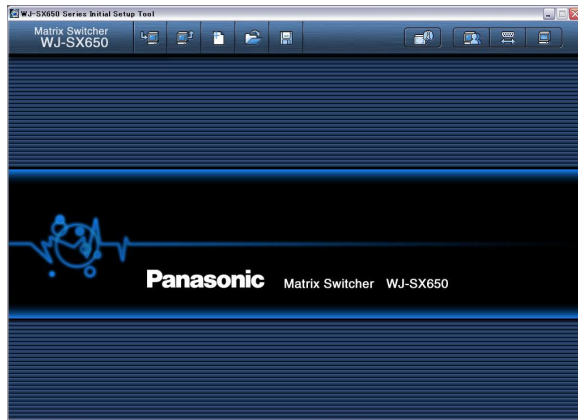 WJ-SX650 Series Initial Setup Tool
Matrix Switcher
WJ-SX650
Panasonic Matrix Switcher WJ-SX650